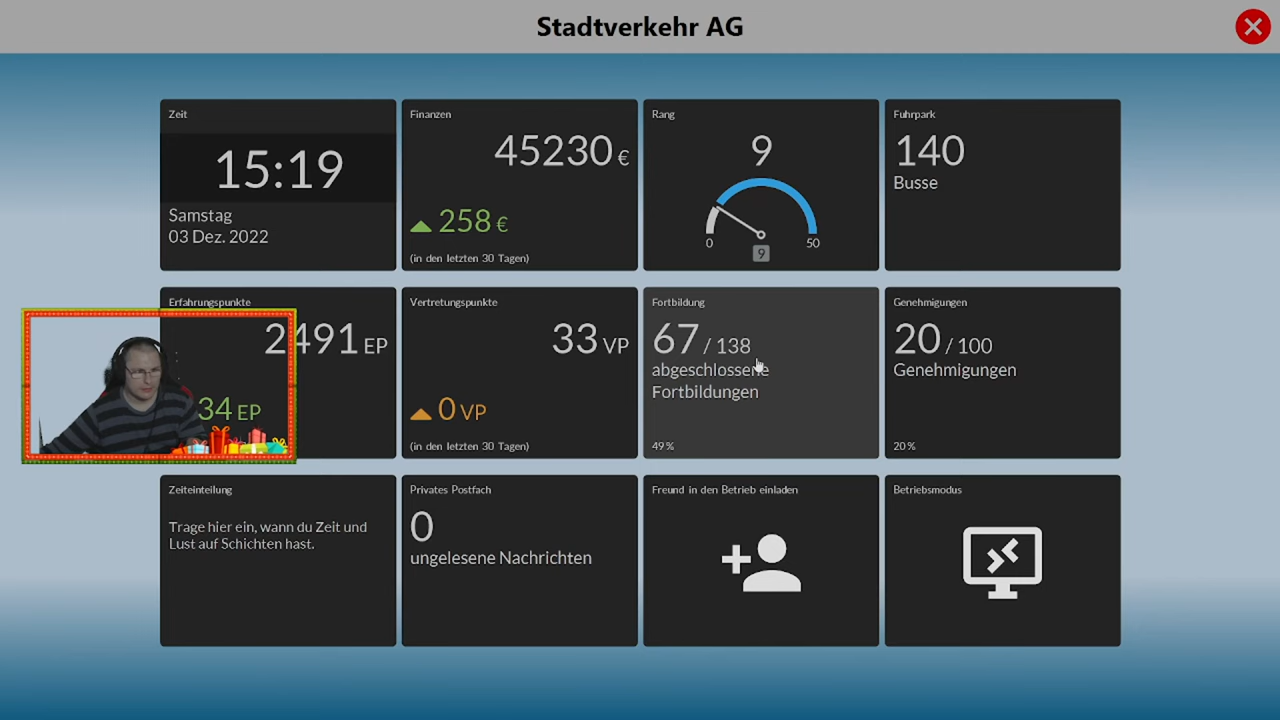 Stadtverkehr AG
Zeit
15:19
Samstag
03 Dez. 2022
Finanzen
45230 €
258 €
(in den letzten 30 Tagen)
Rang
9
0
50
9
Fuhrpark
140
Busse
Erfahrungspunkte
2491 EP
34 EP
Vertretungspunkte
33 VP
0 VP
(in den letzten 30 Tagen)
Fortbildung
67 / 138
abgeschlossene
Fortbildungen
49 %
Genehmigungen
20 / 100
Genehmigungen
20 %
Zeiteinteilung
Trage hier ein, wann du Zeit und
Lust auf Schichten hast.
Privates Postfach
0
ungelesene Nachrichten
Freund in den Betrieb einladen
Betriebsmodus